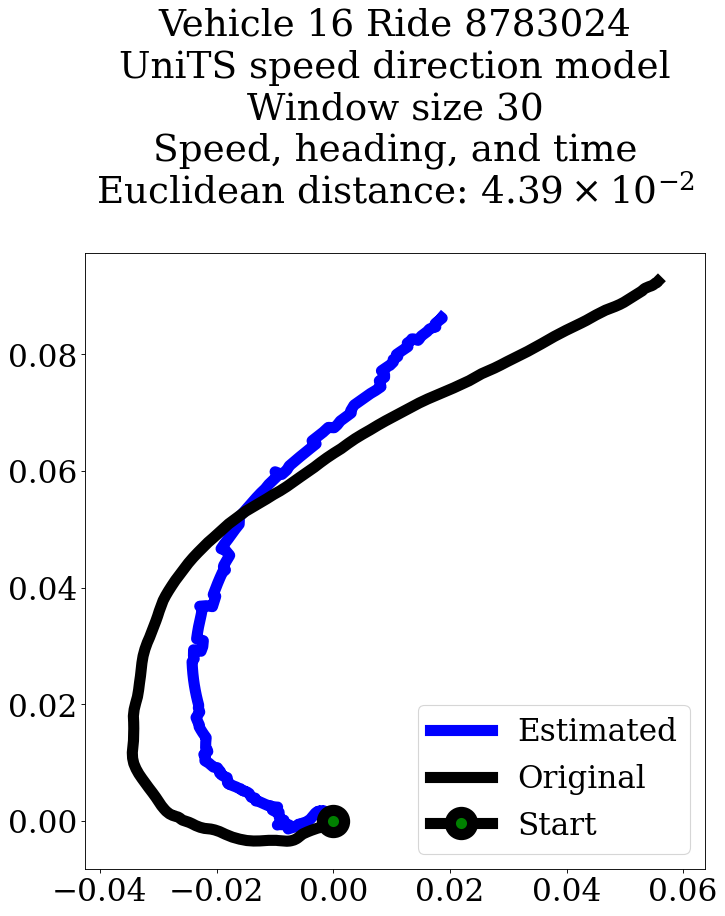 Vehicle 16 Ride 8783024
UniTS speed direction model
Window size 30
Speed, heading, and time
Euclidean distance: 4.39 × 10⁻²
0.08
0.06
0.04
0.02
0.00
−0.04 −0.02 0.00 0.02 0.04 0.06
Estimated
Original
Start